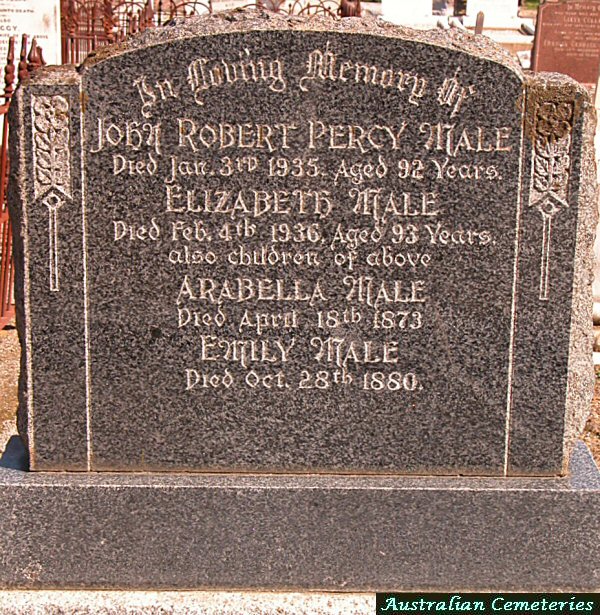 In Loving Memory Of
John Robert Percy Male
Died Jan. 3rd 1935. Aged 92 Years.
Elizabeth Male
Died Feb. 4th 1936. Aged 93 Years.
also children of above
Arabella Male
Died April 18th 1873
Emily Male
Died Oct. 28th 1880.
Australian Cemeteries